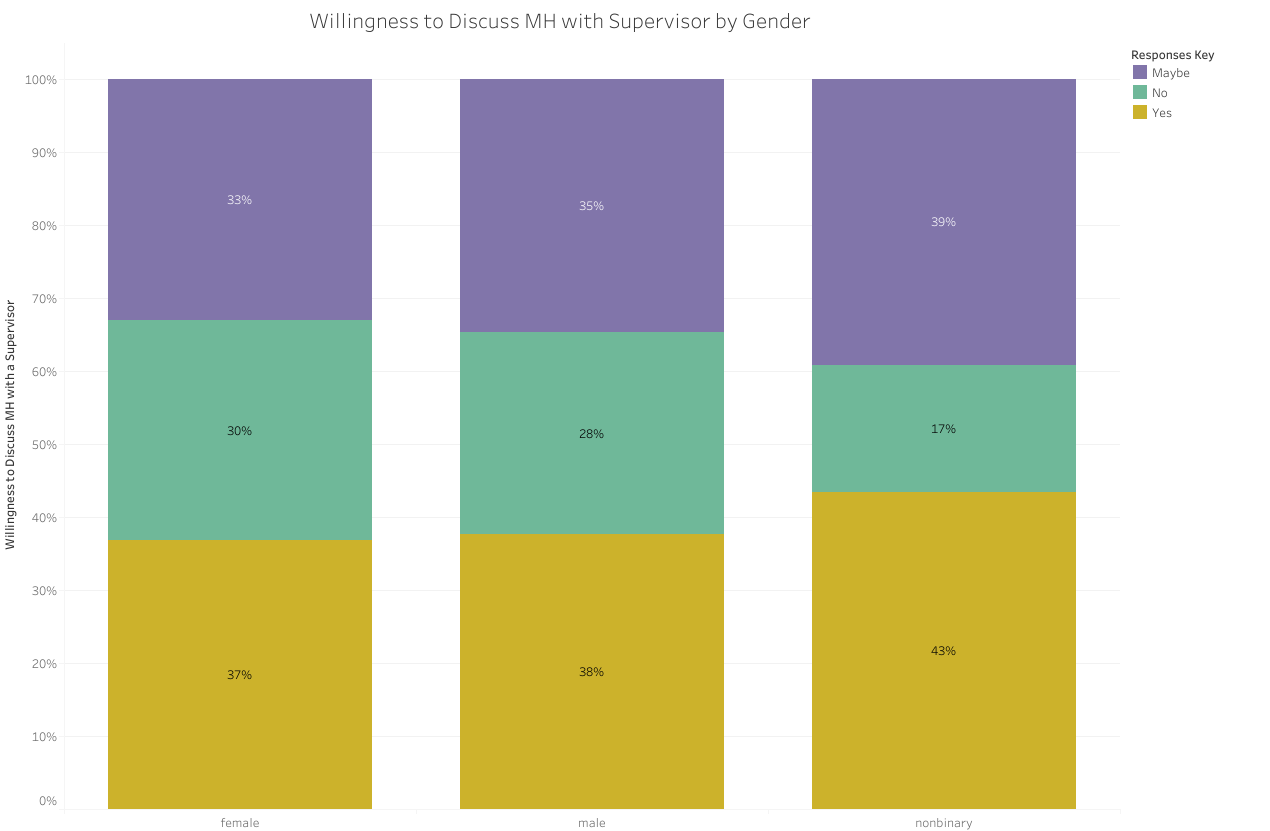 Willingness to Discuss MH with Supervisor by Gender
Responses Key
Maybe
No
Yes
Willingness to Discuss MH with a Supervisor
100%
90%
80%
70%
60%
50%
40%
30%
20%
10%
0%
33%
35%
39%
30%
28%
17%
37%
38%
43%
female
male
nonbinary